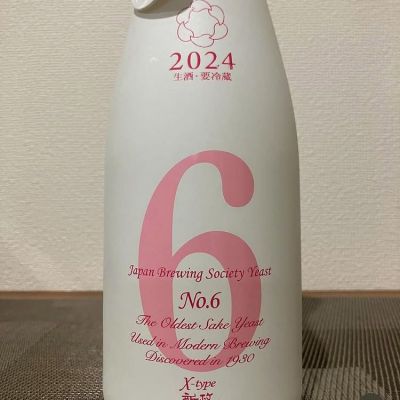 2024
生酒・要冷蔵
6
Japan Brewing Society Yeast
No.6
The Oldest Sake Yeast
Used in Modern Brewing
Discovered in 1930
X-type
新政